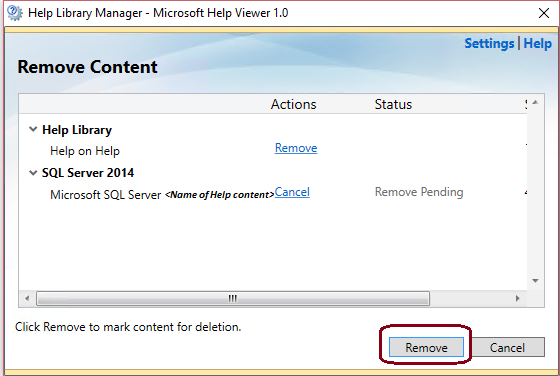 Help Library Manager - Microsoft Help Viewer 1.0
Settings | Help
Remove Content
Actions Status
Help Library
Help on Help Remove
SQL Server 2014
Microsoft SQL Server <Name of Help content> Cancel Remove Pending
Click Remove to mark content for deletion.
Remove Cancel